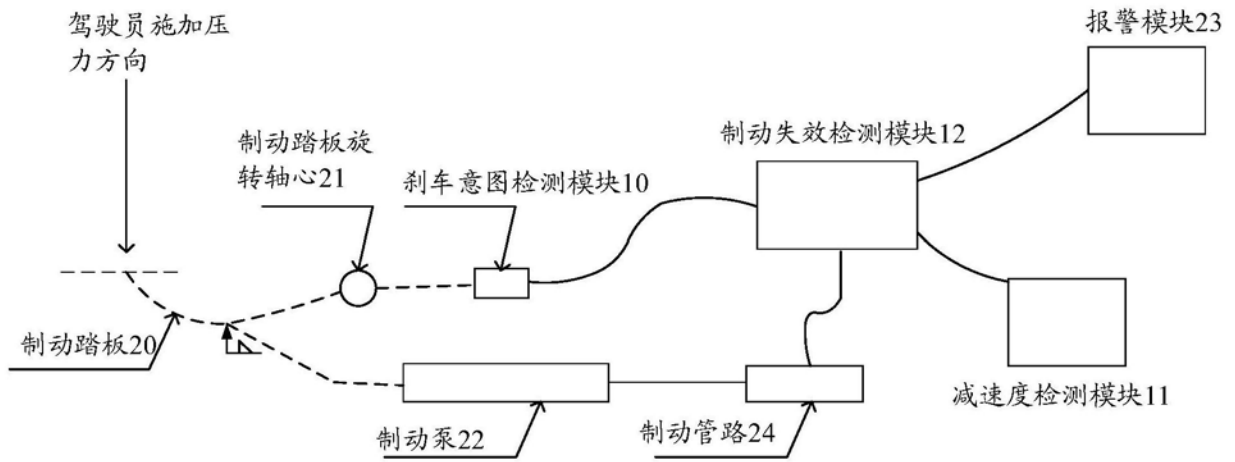 驾驶员施加压
力方向
报警模块23
制动踏板旋
转轴心21
刹车意图检测模块10
制动失效检测模块12
制动踏板20
减速度检测模块11
制动泵22
制动管路24